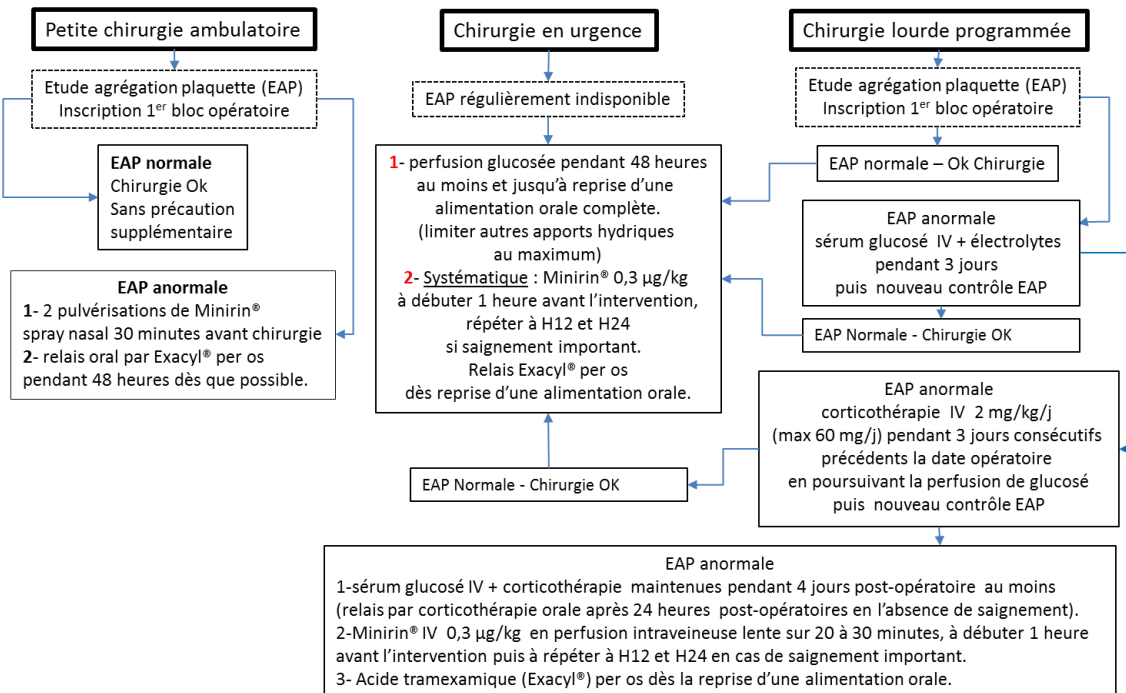 Petite chirurgie ambulatoire
Etude agrégation plaquette (EAP)
Inscription 1er bloc opératoire
EAP normale
Chirurgie Ok
Sans précaution
supplémentaire
EAP anormale
1- 2 pulvérisations de Minirin®
spray nasal 30 minutes avant chirurgie
2- relais oral par Exacyl® per os
pendant 48 heures dès que possible.
Chirurgie en urgence
EAP régulièrement indisponible
1- perfusion glucosée pendant 48 heures
au moins et jusqu’à reprise d’une
alimentation orale complète.
(limiter autres apports hydriques
au maximum)
2- Systématique : Minirin® 0,3 µg/kg
à débuter 1 heure avant l’intervention,
répéter à H12 et H24
si saignement important.
Relais Exacyl® per os
dès reprise d’une alimentation orale.
EAP Normale - Chirurgie OK
Chirurgie lourde programmée
Etude agrégation plaquette (EAP)
Inscription 1er bloc opératoire
EAP normale – Ok Chirurgie
EAP anormale
sérum glucosé IV + électrolytes
pendant 3 jours
puis nouveau contrôle EAP
EAP Normale - Chirurgie OK
EAP anormale
corticothérapie IV 2 mg/kg/j
(max 60 mg/j) pendant 3 jours consécutifs
précédents la date opératoire
en poursuivant la perfusion de glucosé
puis nouveau contrôle EAP
EAP anormale
1-sérum glucosé IV + corticothérapie maintenues pendant 4 jours post-opératoire au moins
(relais par corticothérapie orale après 24 heures post-opératoires en l’absence de saignement).
2-Minirin® IV 0,3 µg/kg en perfusion intraveineuse lente sur 20 à 30 minutes, à débuter 1 heure
avant l’intervention puis à répéter à H12 et H24 en cas de saignement important.
3- Acide tramexamique (Exacyl®) per os dès la reprise d’une alimentation orale.